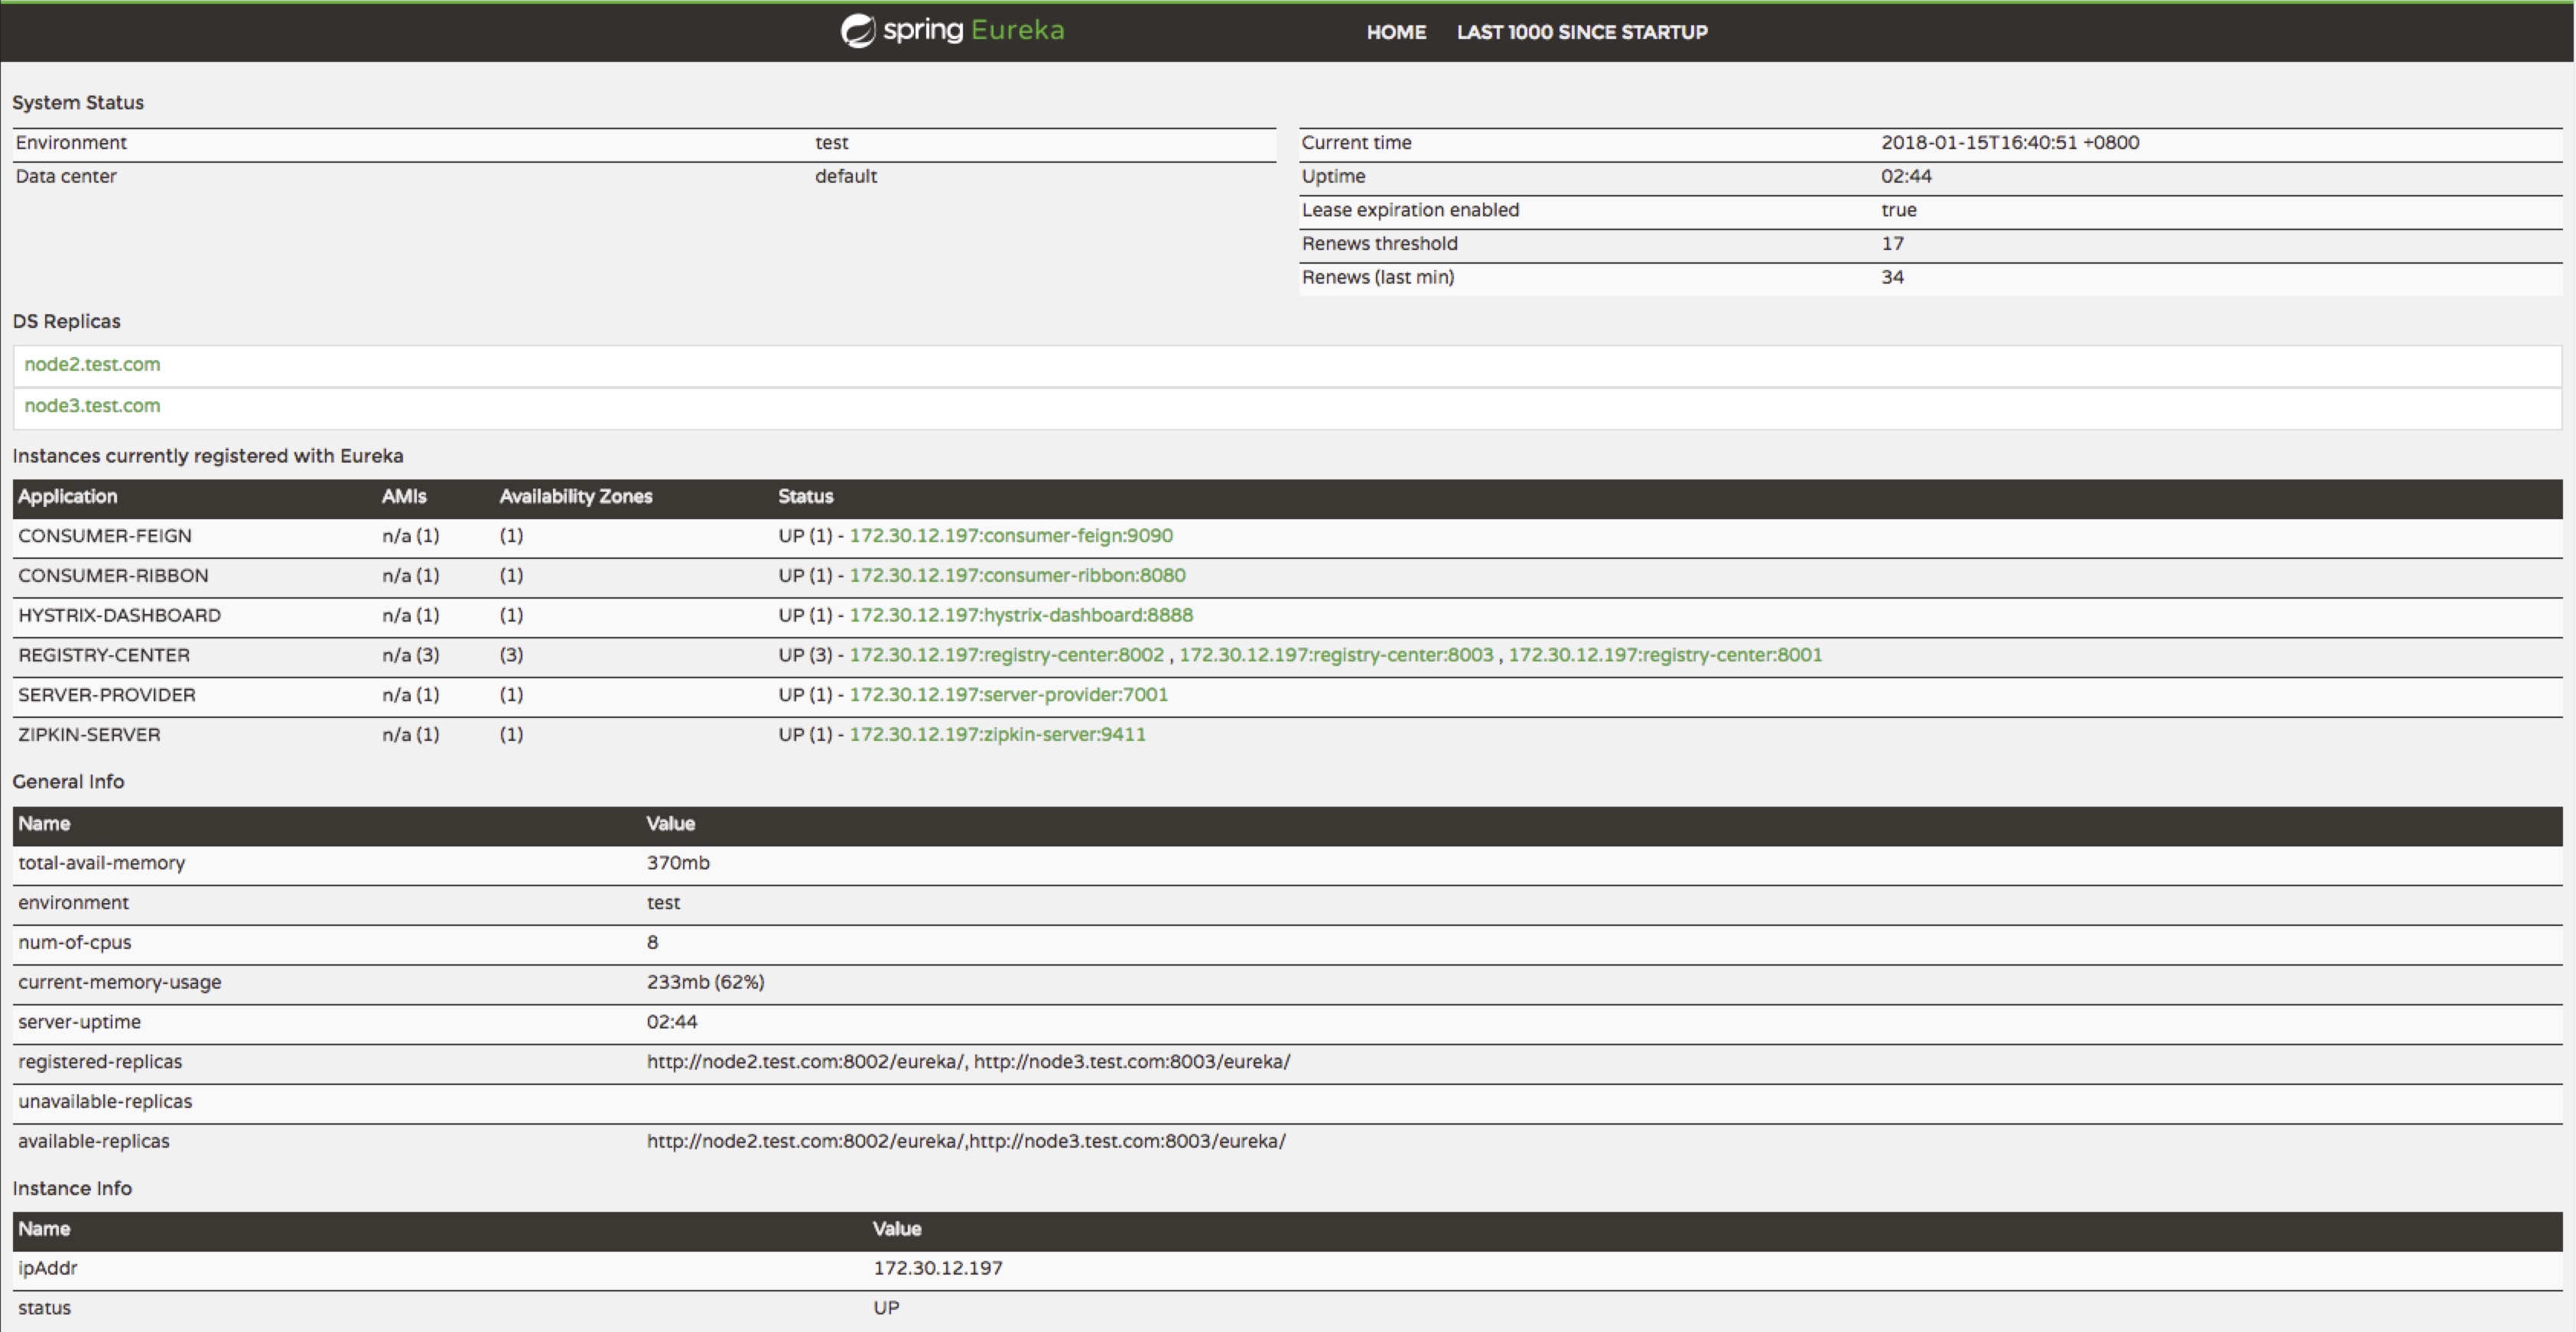 spring Eureka HOME LAST 1000 SINCE STARTUP
System Status
Environment test
Data center default
Current time 2018-01-15T16:40:51 +0800
Uptime 02:44
Lease expiration enabled true
Renews threshold 17
Renews (last min) 34
DS Replicas
node2.test.com
node3.test.com
Instances currently registered with Eureka
Application AMIs Availability Zones Status
CONSUMER-FEIGN n/a (1) (1) UP (1) - 172.30.12.197:consumer-feign:9090
CONSUMER-RIBBON n/a (1) (1) UP (1) - 172.30.12.197:consumer-ribbon:8080
HYSTRIX-DASHBOARD n/a (1) (1) UP (1) - 172.30.12.197:hystrix-dashboard:8888
REGISTRY-CENTER n/a (3) (3) UP (3) - 172.30.12.197:registry-center:8002 , 172.30.12.197:registry-center:8003 , 172.30.12.197:registry-center:8001
SERVER-PROVIDER n/a (1) (1) UP (1) - 172.30.12.197:server-provider:7001
ZIPKIN-SERVER n/a (1) (1) UP (1) - 172.30.12.197:zipkin-server:9411
General Info
Name Value
total-avail-memory 370mb
environment test
num-of-cpus 8
current-memory-usage 233mb (62%)
server-uptime 02:44
registered-replicas http://node2.test.com:8002/eureka/, http://node3.test.com:8003/eureka/
unavailable-replicas
available-replicas http://node2.test.com:8002/eureka/,http://node3.test.com:8003/eureka/
Instance Info
Name Value
ipAddr 172.30.12.197
status UP